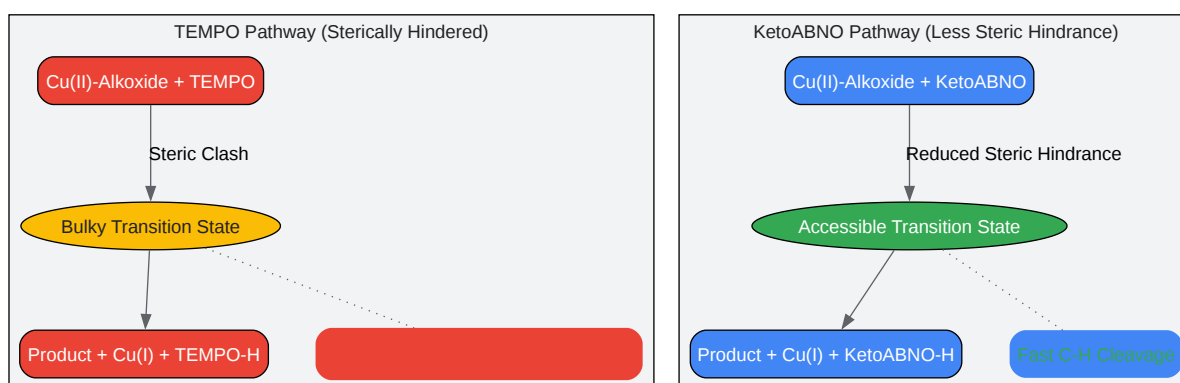 TEMPO Pathway (Sterically Hindered)
Cu(II)-Alkoxide + TEMPO
Steric Clash
Bulky Transition State
Product + Cu(I) + TEMPO-H
KetoABNO Pathway (Less Steric Hindrance)
Cu(II)-Alkoxide + KetoABNO
Reduced Steric Hindrance
Accessible Transition State
Product + Cu(I) + KetoABNO-H
Fast C-H Cleavage